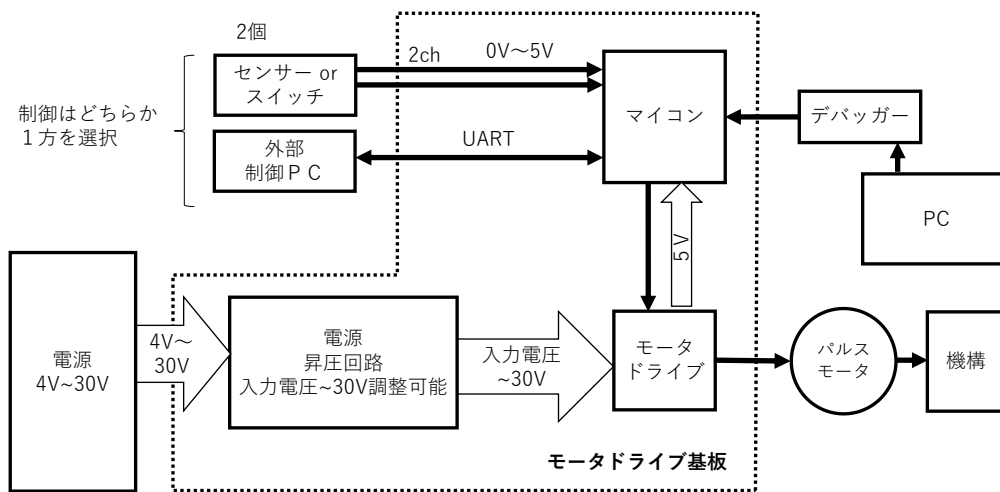 2個
センサー or
スイッチ
2ch
0V～5V
制御はどちらか
１方を選択
外部
制御ＰＣ
UART
マイコン
デバッガー
PC
5V
電源
4V~30V
4V～
30V
電源
昇圧回路
入力電圧~30V調整可能
入力電圧
~30V
モータ
ドライブ
パルス
モータ
機構
モータドライブ基板